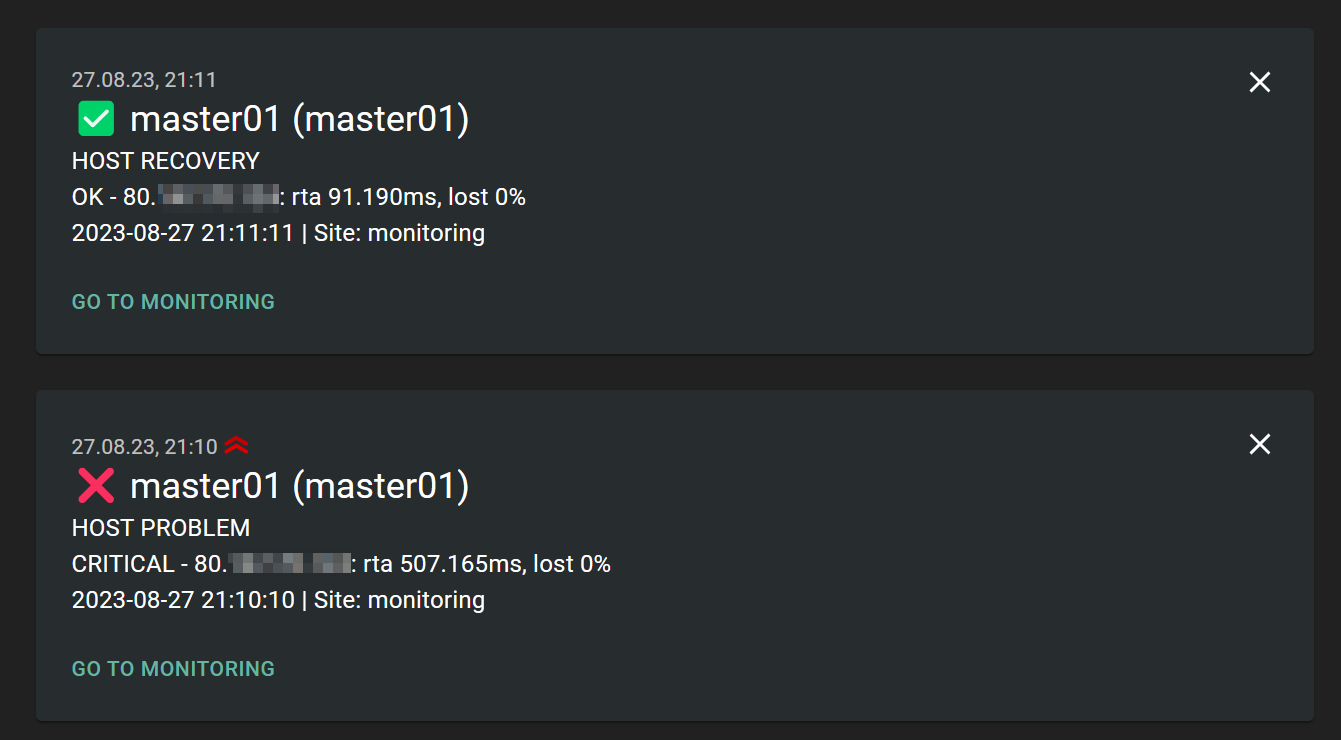 27.08.23, 21:11
master01 (master01)
HOST RECOVERY
OK - 80. : rta 91.190ms, lost 0%
2023-08-27 21:11:11 | Site: monitoring
GO TO MONITORING
27.08.23, 21:10
master01 (master01)
HOST PROBLEM
CRITICAL - 80. : rta 507.165ms, lost 0%
2023-08-27 21:10:10 | Site: monitoring
GO TO MONITORING